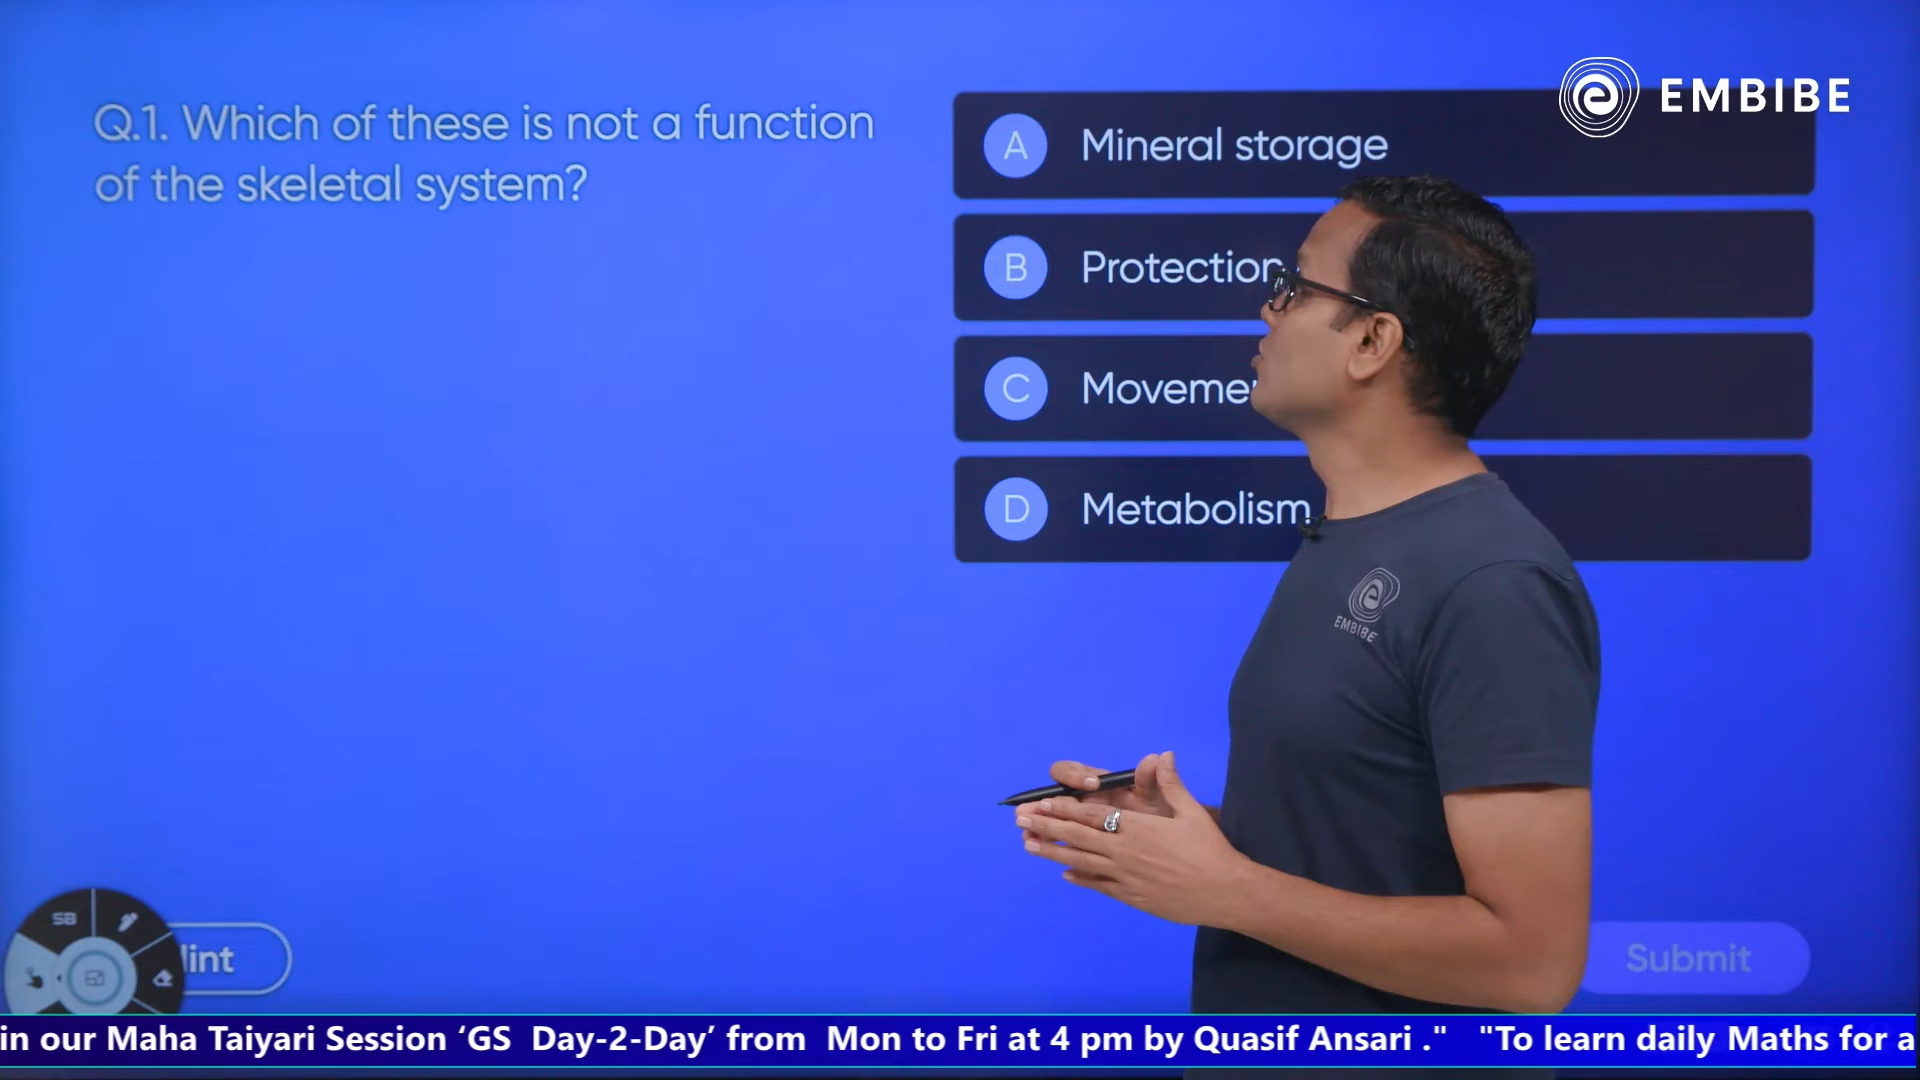 EMBIBE
Q.1. Which of these is not a function
of the skeletal system?
A Mineral storage
B Protection
C
D Metabolism
EMBIBE
SB
Submit
in our Maha Taiyari Session ‘GS Day-2-Day’ from Mon to Fri at 4 pm by Quasif Ansari ." "To learn daily Maths for a